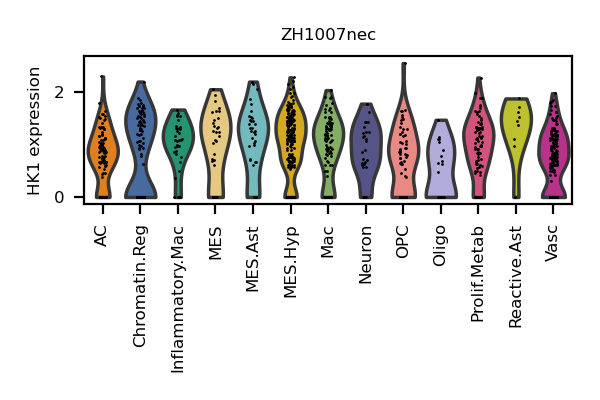 ZH1007nec
HK1 expression
2
0
AC
Chromatin.Reg
Inflammatory.Mac
MES
MES.Ast
MES.Hyp
Mac
Neuron
OPC
Oligo
Prolif.Metab
Reactive.Ast
Vasc